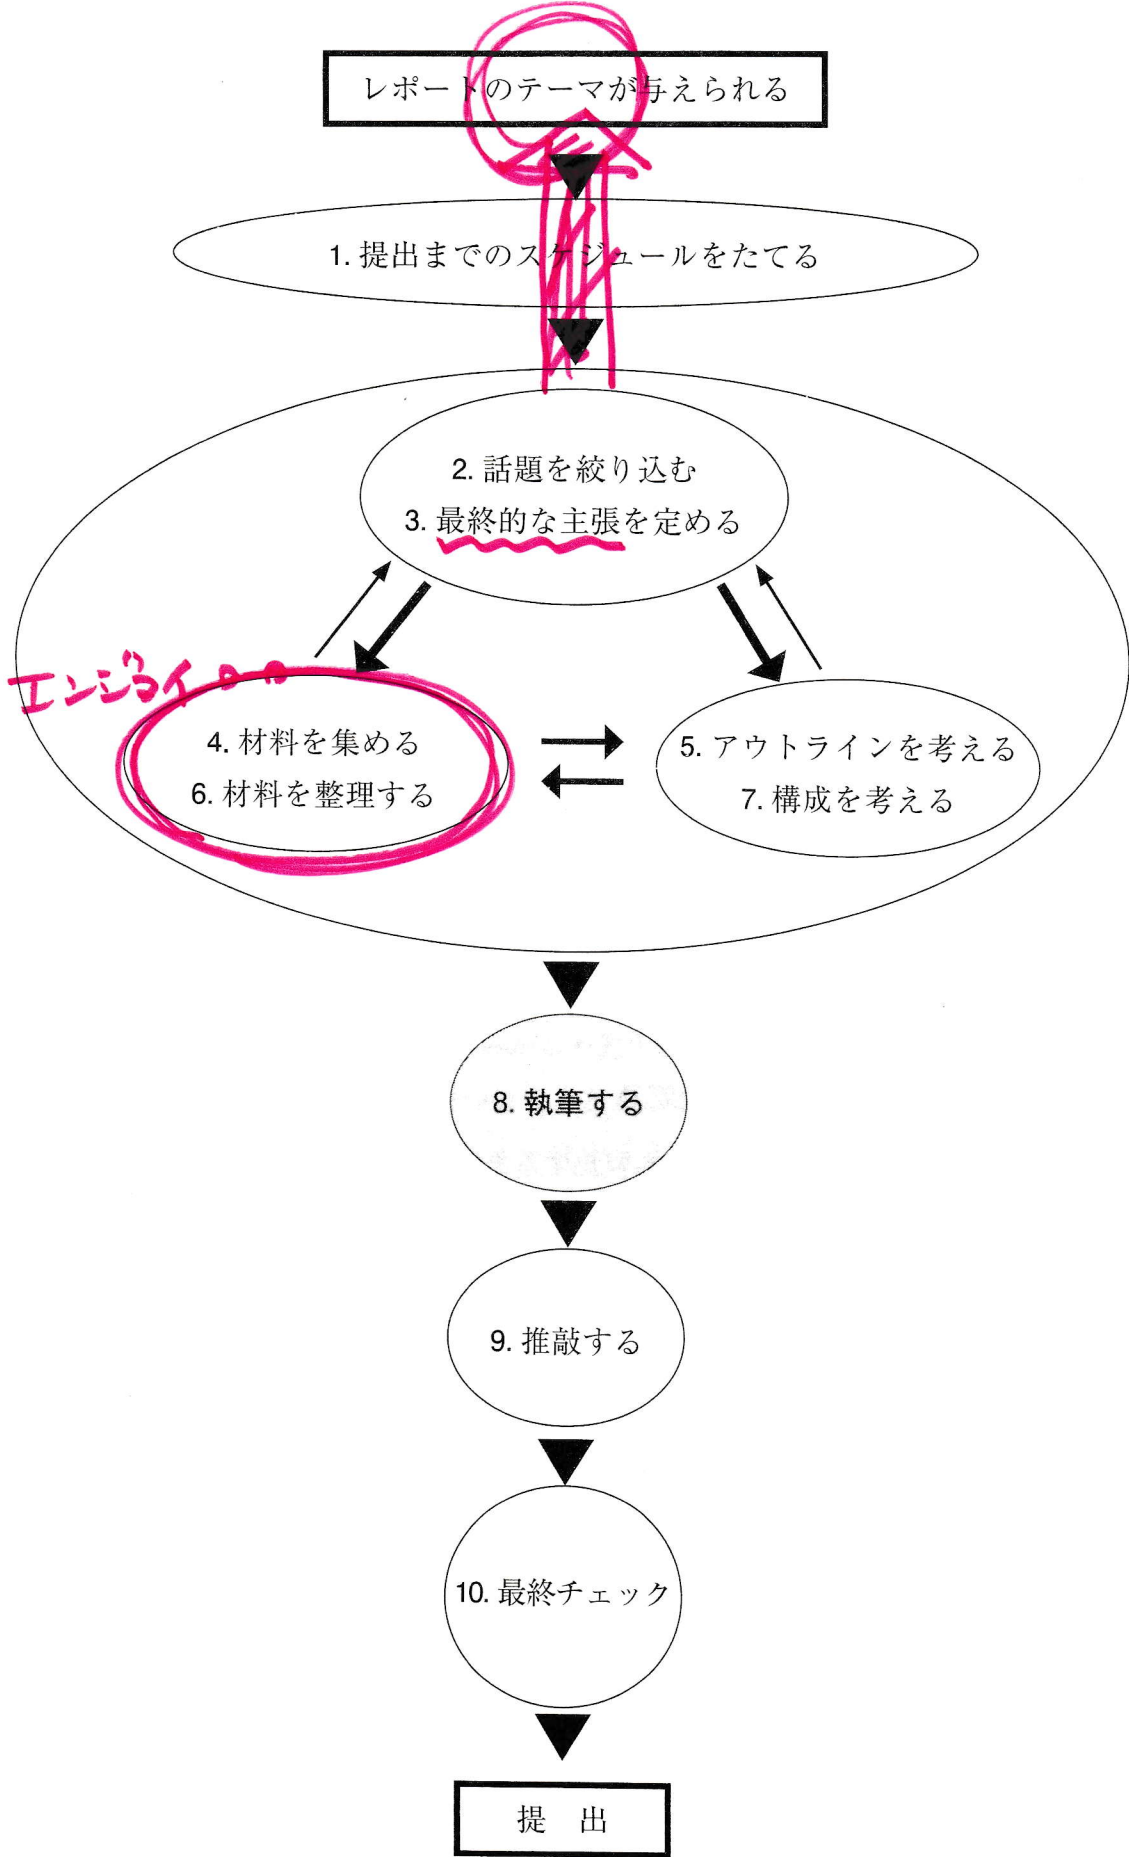 レポートのテーマが与えられる
1. 提出までのスケジュールをたてる
2. 話題を絞り込む
3. 最終的な主張を定める
エンジョイ
4. 材料を集める
6. 材料を整理する
5. アウトラインを考える
7. 構成を考える
8. 執筆する
9. 推敲する
10. 最終チェック
提 出